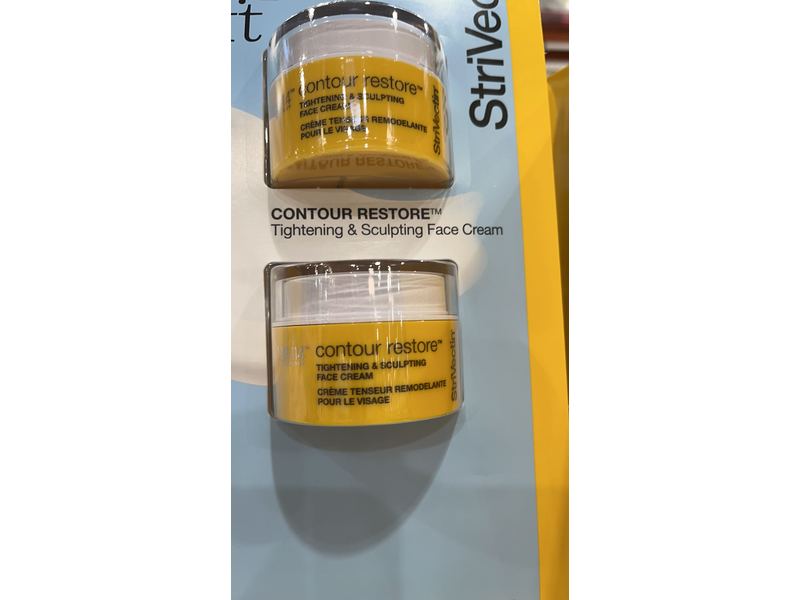 contour restore™
TIGHTENING & SCULPTING
FACE CREAM
CRÈME TENSEUR REMODELANTE
POUR LE VISAGE
StriVectin
StriVec
CONTOUR RESTORE™
Tightening & Sculpting Face Cream
contour restore™
TIGHTENING & SCULPTING
FACE CREAM
CRÈME TENSEUR REMODELANTE
POUR LE VISAGE
StriVectin